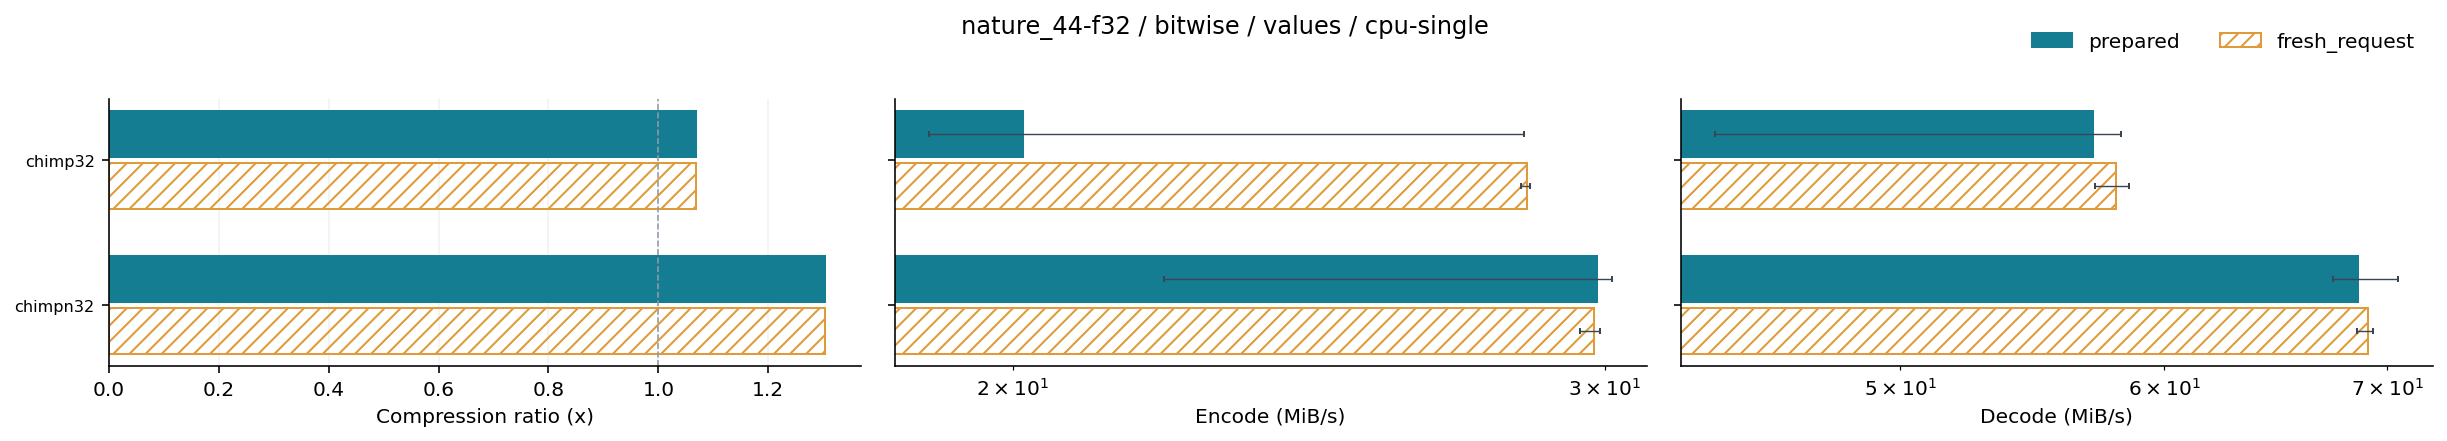 nature_44-f32 / bitwise / values / cpu-single
prepared
fresh_request
chimp32
chimpn32
0.0 0.2 0.4 0.6 0.8 1.0 1.2
Compression ratio (x)
2 × 10¹ 3 × 10¹
Encode (MiB/s)
5 × 10¹ 6 × 10¹ 7 × 10¹
Decode (MiB/s)